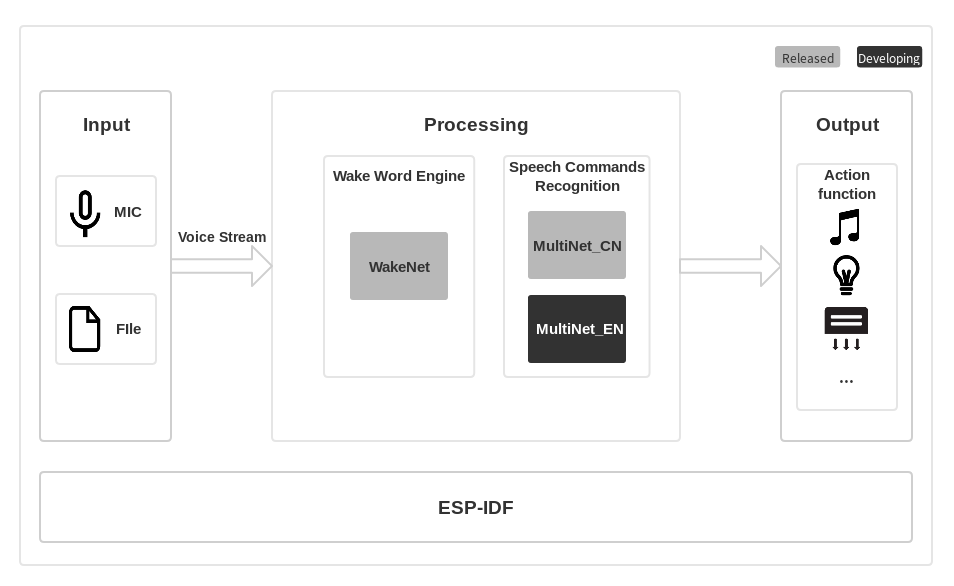 Released
Developing
Input
Processing
Output
MIC
FIle
Voice Stream
Wake Word Engine
WakeNet
Speech Commands
Recognition
MultiNet_CN
MultiNet_EN
Action
function
...
ESP-IDF